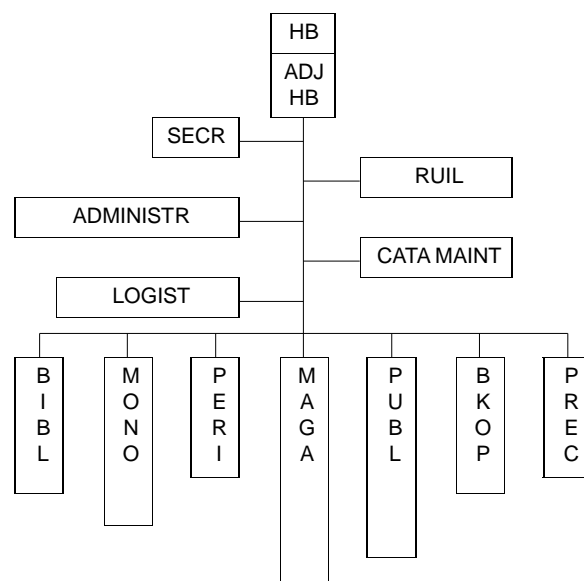 HB
ADJ
HB
SECR
RUIL
ADMINISTR
CATA MAINT
LOGIST
BIBL
MONO
PERI
MAGA
PUBL
BKOP
PREC